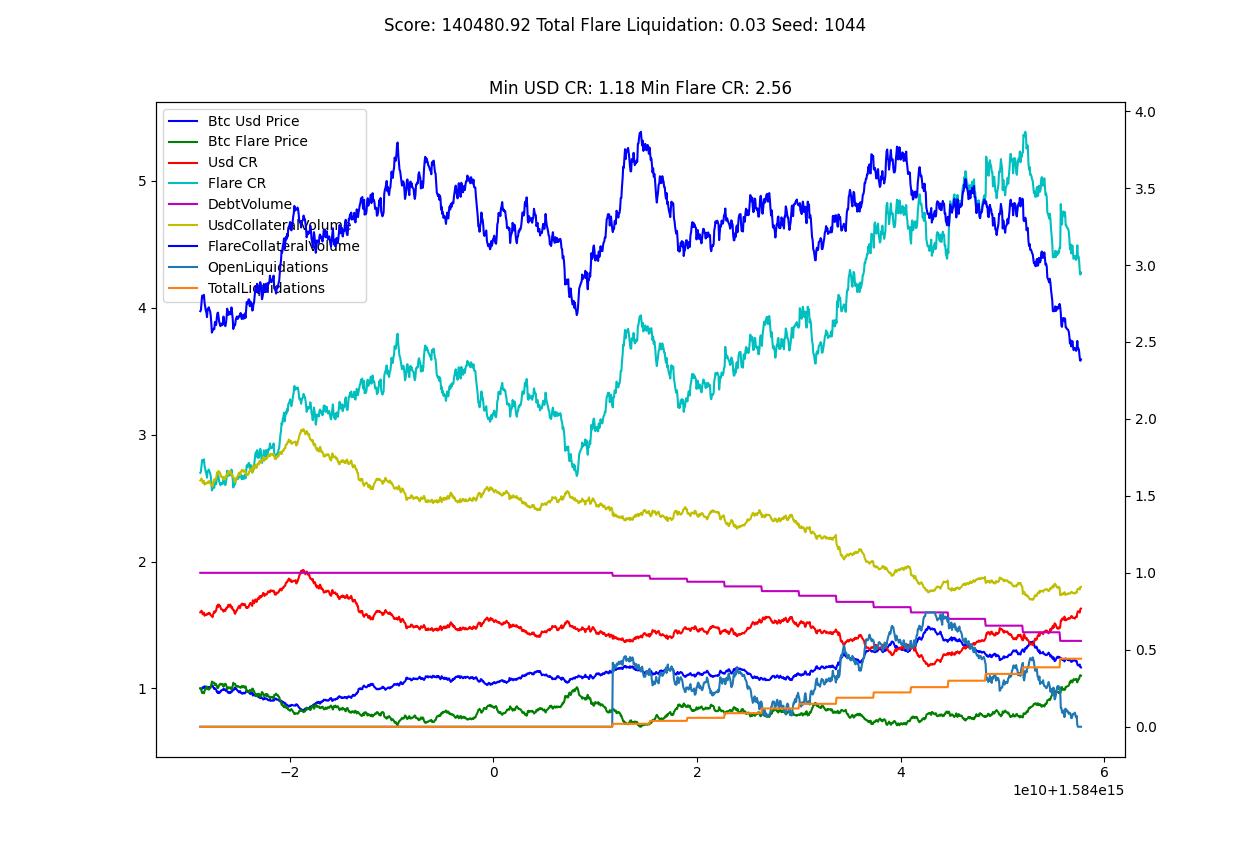 Score: 140480.92 Total Flare Liquidation: 0.03 Seed: 1044
Min USD CR: 1.18 Min Flare CR: 2.56
Btc Usd Price
Btc Flare Price
Usd CR
Flare CR
DebtVolume
UsdCollateralVolume
FlareCollateralVolume
OpenLiquidations
TotalLiquidations
5
4
3
2
1
4.0
3.5
3.0
2.5
2.0
1.5
1.0
0.5
0.0
−2
0
2
4
6
1e10+1.584e15